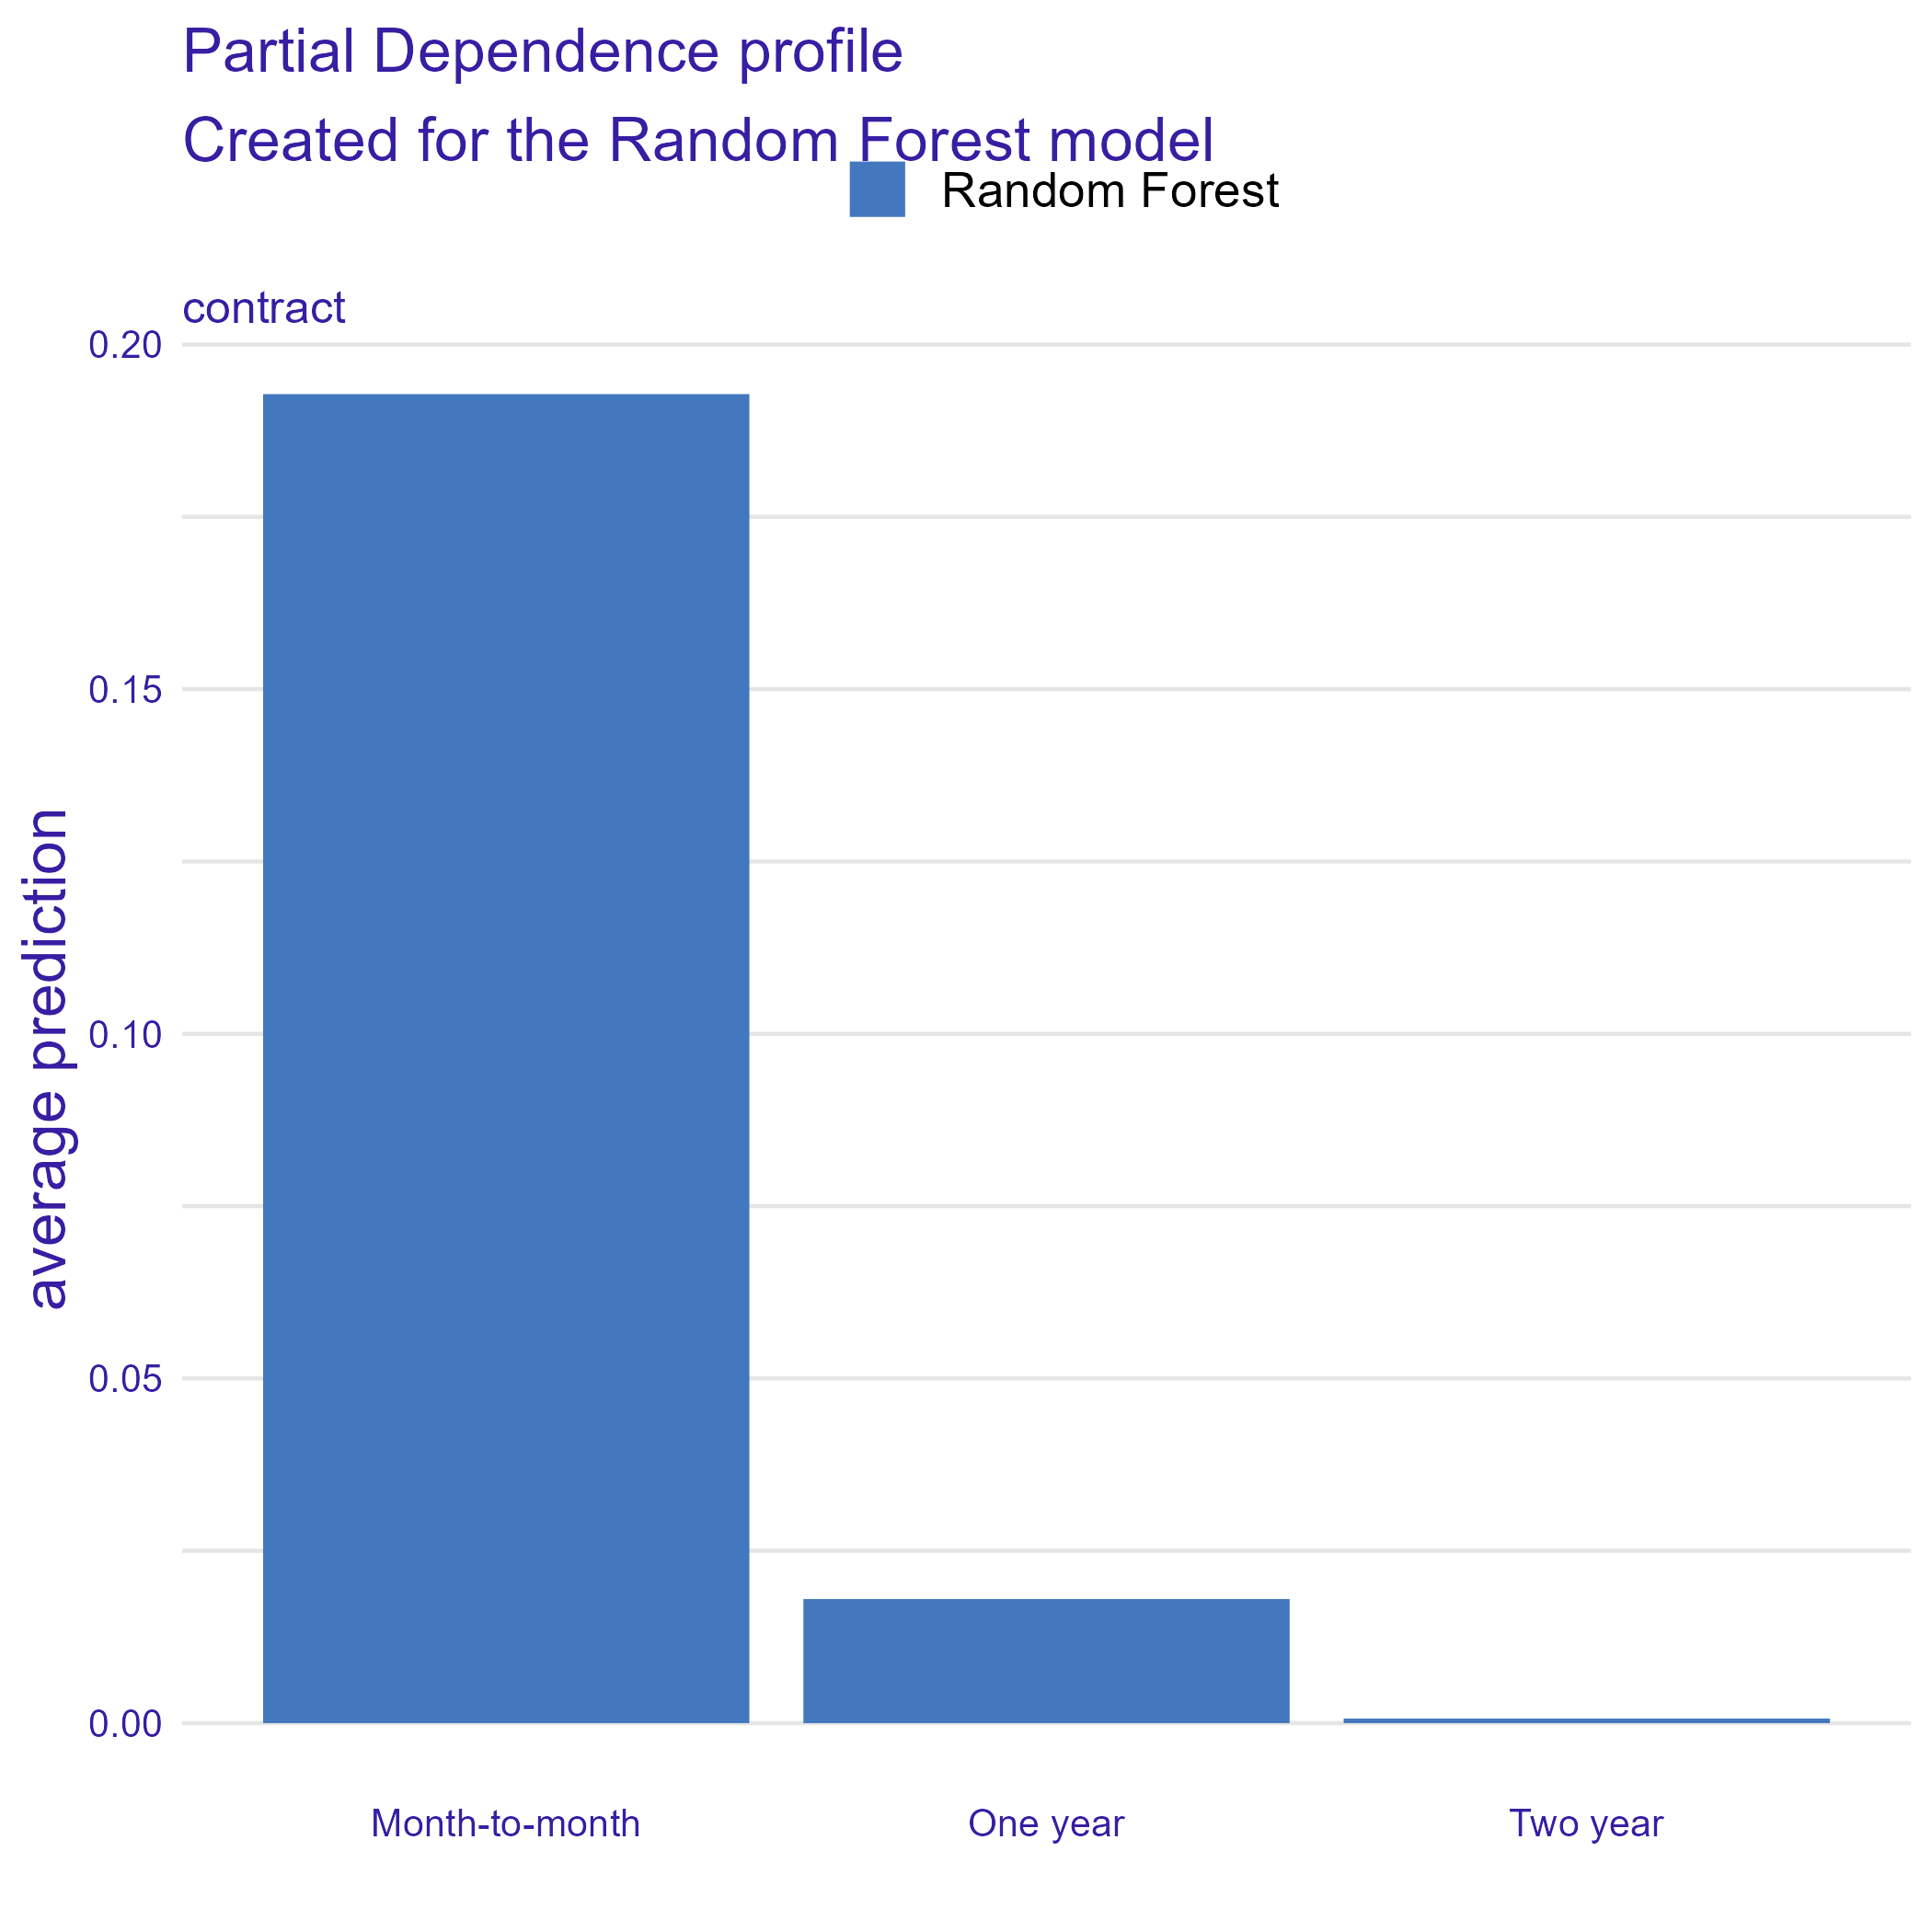 Partial Dependence profile
Created for the Random Forest model
Random Forest
contract
0.20
0.15
0.10
0.05
0.00
average prediction
Month-to-month
One year
Two year